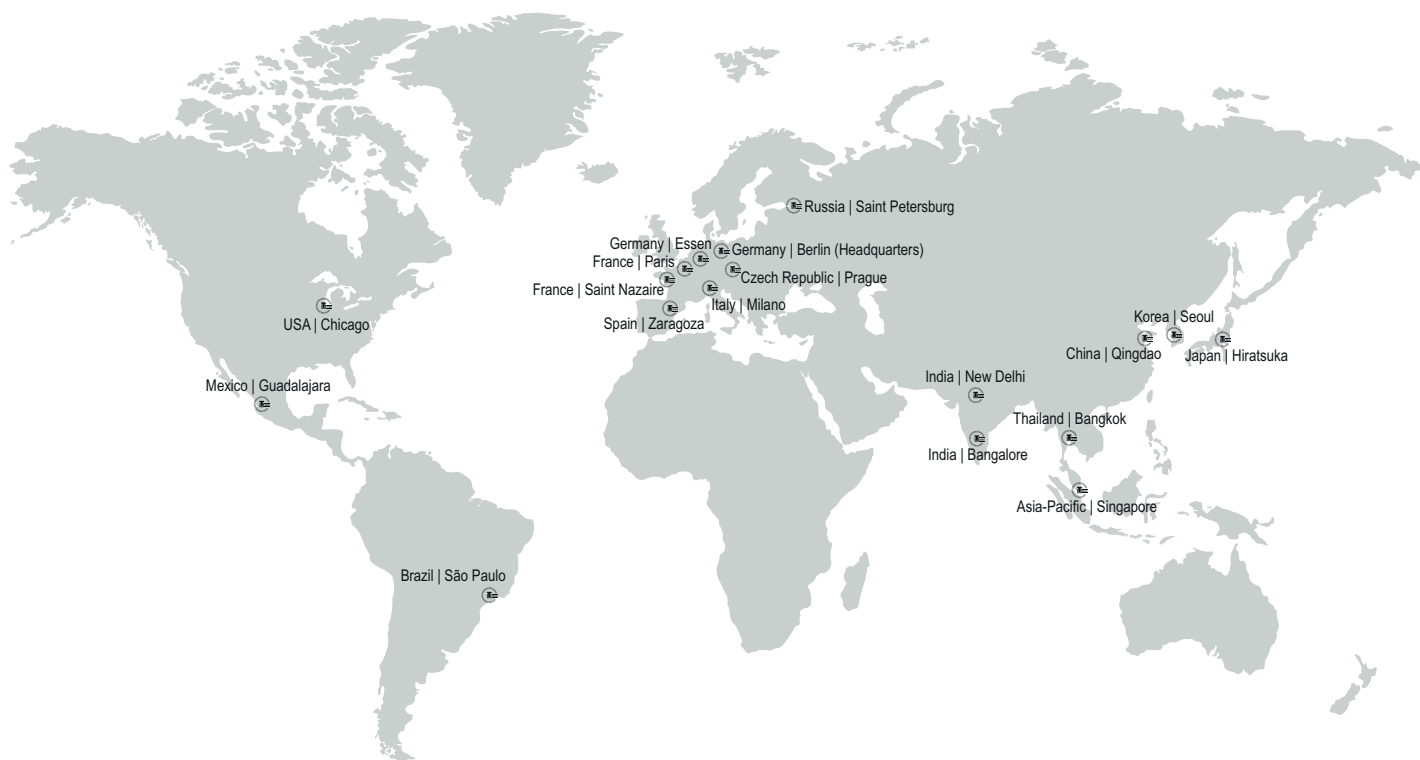 Russia | Saint Petersburg
Germany | Essen
Germany | Berlin (Headquarters)
France | Paris
Czech Republic | Prague
France | Saint Nazaire
Italy | Milano
Spain | Zaragoza
USA | Chicago
Korea | Seoul
China | Qingdao
Japan | Hiratsuka
Mexico | Guadalajara
India | New Delhi
Thailand | Bangkok
India | Bangalore
Asia-Pacific | Singapore
Brazil | São Paulo